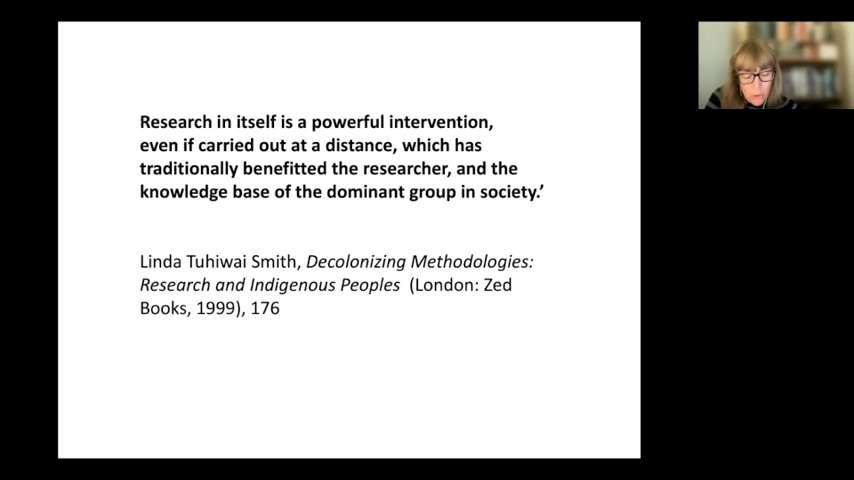 Research in itself is a powerful intervention,
even if carried out at a distance, which has
traditionally benefitted the researcher, and the
knowledge base of the dominant group in society.’
Linda Tuhiwai Smith, Decolonizing Methodologies:
Research and Indigenous Peoples (London: Zed
Books, 1999), 176